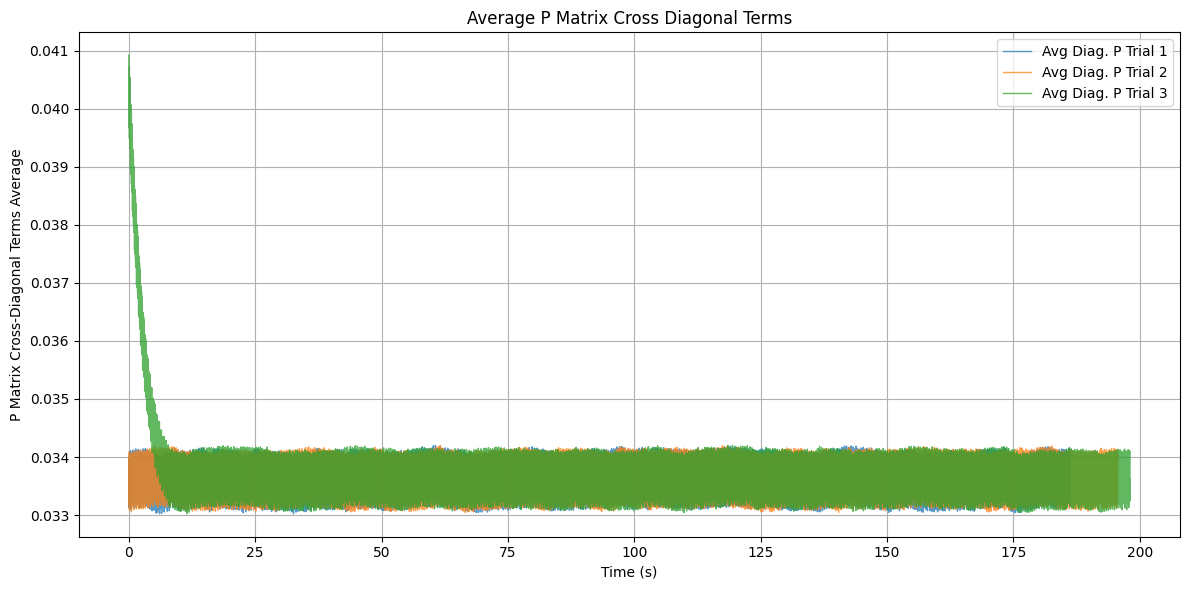 Average P Matrix Cross Diagonal Terms
Avg Diag. P Trial 1
Avg Diag. P Trial 2
Avg Diag. P Trial 3
P Matrix Cross-Diagonal Terms Average
0.041
0.040
0.039
0.038
0.037
0.036
0.035
0.034
0.033
0 25 50 75 100 125 150 175 200
Time (s)